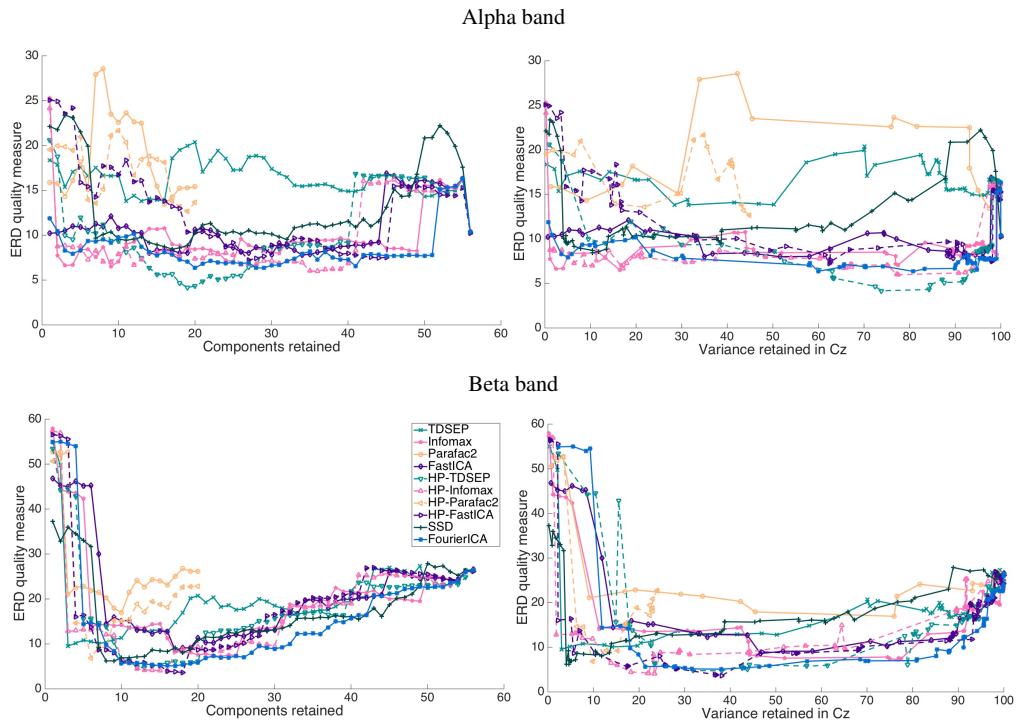 Alpha band
30
25
20
15
10
5
0
ERD quality measure
0 10 20 30 40 50 60
Components retained
30
25
20
15
10
5
0
ERD quality measure
0 10 20 30 40 50 60 70 80 90 100
Variance retained in Cz
Beta band
60
50
40
30
20
10
0
ERD quality measure
0 10 20 30 40 50 60
Components retained
TDSEP
Infomax
Parafac2
FastICA
HP-TDSEP
HP-Infomax
HP-Parafac2
HP-FastICA
SSD
FourierICA
60
50
40
30
20
10
0
ERD quality measure
0 10 20 30 40 50 60 70 80 90 100
Variance retained in Cz